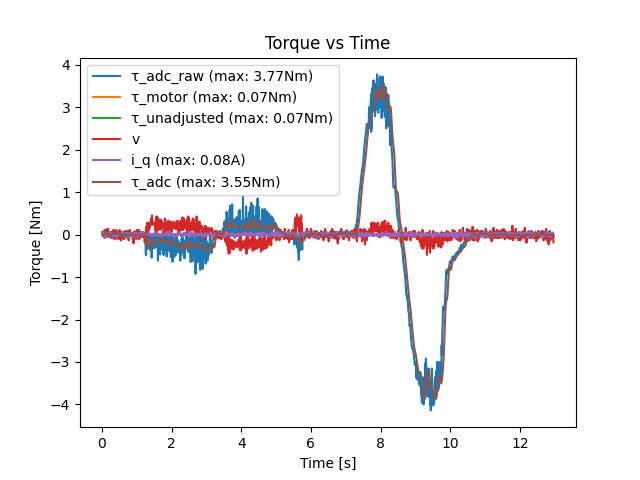 Torque vs Time
τ_adc_raw (max: 3.77Nm)
τ_motor (max: 0.07Nm)
τ_unadjusted (max: 0.07Nm)
v
i_q (max: 0.08A)
τ_adc (max: 3.55Nm)
Torque [Nm]
4
3
2
1
0
−1
−2
−3
−4
0 2 4 6 8 10 12
Time [s]